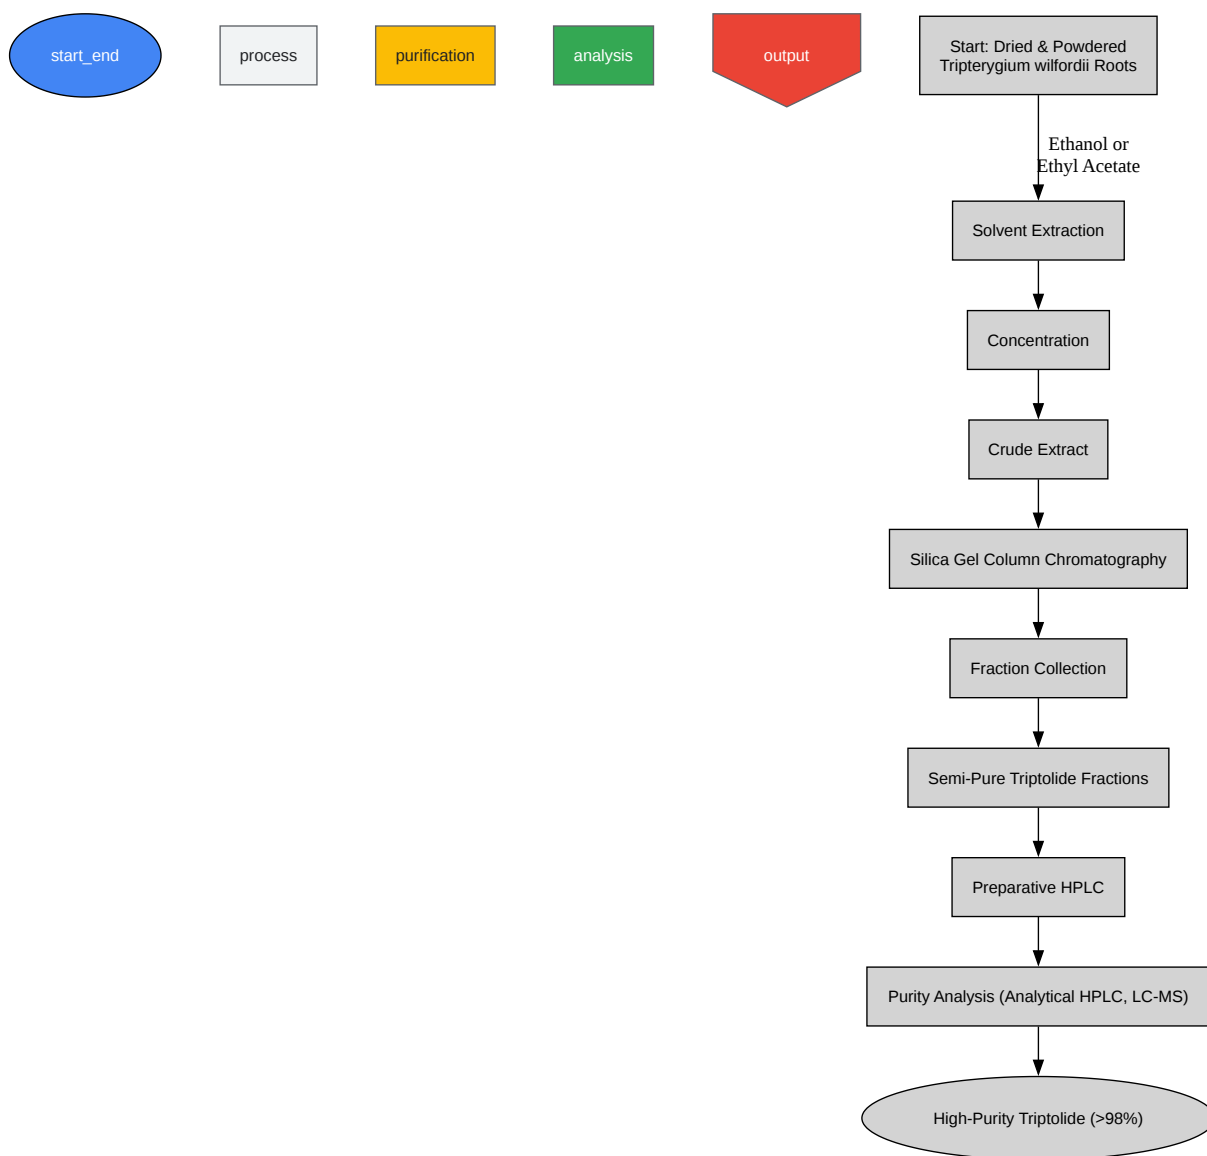 start_end
process
purification
analysis
output
Start: Dried & Powdered
Tripterygium wilfordii Roots
Ethanol or
Ethyl Acetate
Solvent Extraction
Concentration
Crude Extract
Silica Gel Column Chromatography
Fraction Collection
Semi-Pure Triptolide Fractions
Preparative HPLC
Purity Analysis (Analytical HPLC, LC-MS)
High-Purity Triptolide (>98%)